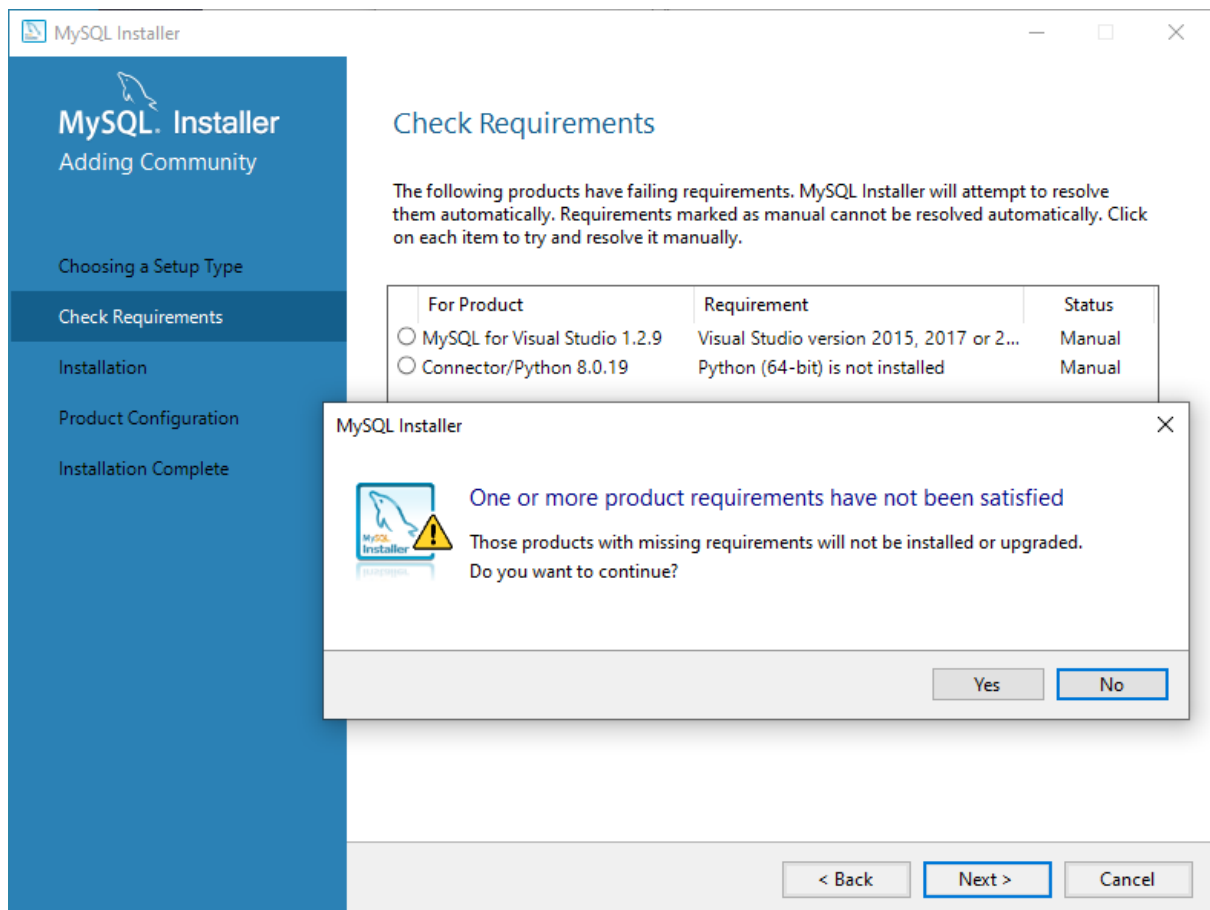 MySQL Installer
MySQL. Installer
Adding Community
Choosing a Setup Type
Check Requirements
Installation
Product Configuration
Installation Complete
Check Requirements
The following products have failing requirements. MySQL Installer will attempt to resolve
them automatically. Requirements marked as manual cannot be resolved automatically. Click
on each item to try and resolve it manually.
For Product Requirement Status
MySQL for Visual Studio 1.2.9 Visual Studio version 2015, 2017 or 2... Manual
Connector/Python 8.0.19 Python (64-bit) is not installed Manual
MySQL Installer
MySQL
Installer
One or more product requirements have not been satisfied
Those products with missing requirements will not be installed or upgraded.
Do you want to continue?
Yes No
< Back Next > Cancel